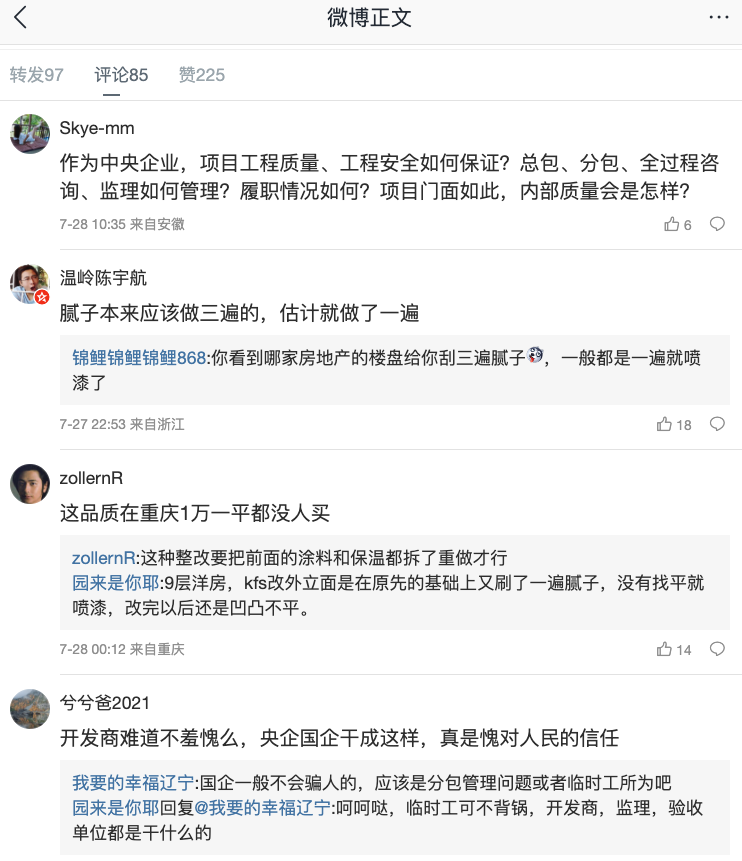 微博正文
转发97 评论85 赞225
Skye-mm
作为中央企业，项目工程质量、工程安全如何保证？总包、分包、全过程咨
询、监理如何管理？履职情况如何？项目门面如此，内部质量会是怎样？
7-28 10:35 来自安徽 6
温岭陈宇航
腻子本来应该做三遍的，估计就做了一遍
锦鲤锦鲤锦鲤868:你看到哪家房地产的楼盘给你刮三遍腻子，一般都是一遍就喷
漆了
7-27 22:53 来自浙江 18
zollernR
这品质在重庆1万一平都没人买
zollernR:这种整改要把前面的涂料和保温都拆了重做才行
园来是你耶:9层洋房，kfs改外立面是在原先的基础上又刷了一遍腻子，没有找平就
喷漆，改完以后还是凹凸不平。
7-28 00:12 来自重庆 14
兮兮爸2021
开发商难道不羞愧么，央企国企干成这样，真是愧对人民的信任
我要的幸福辽宁:国企一般不会骗人的，应该是分包管理问题或者临时工所为吧
园来是你耶回复@我要的幸福辽宁:呵呵哒，临时工可不背锅，开发商，监理，验收
单位都是干什么的